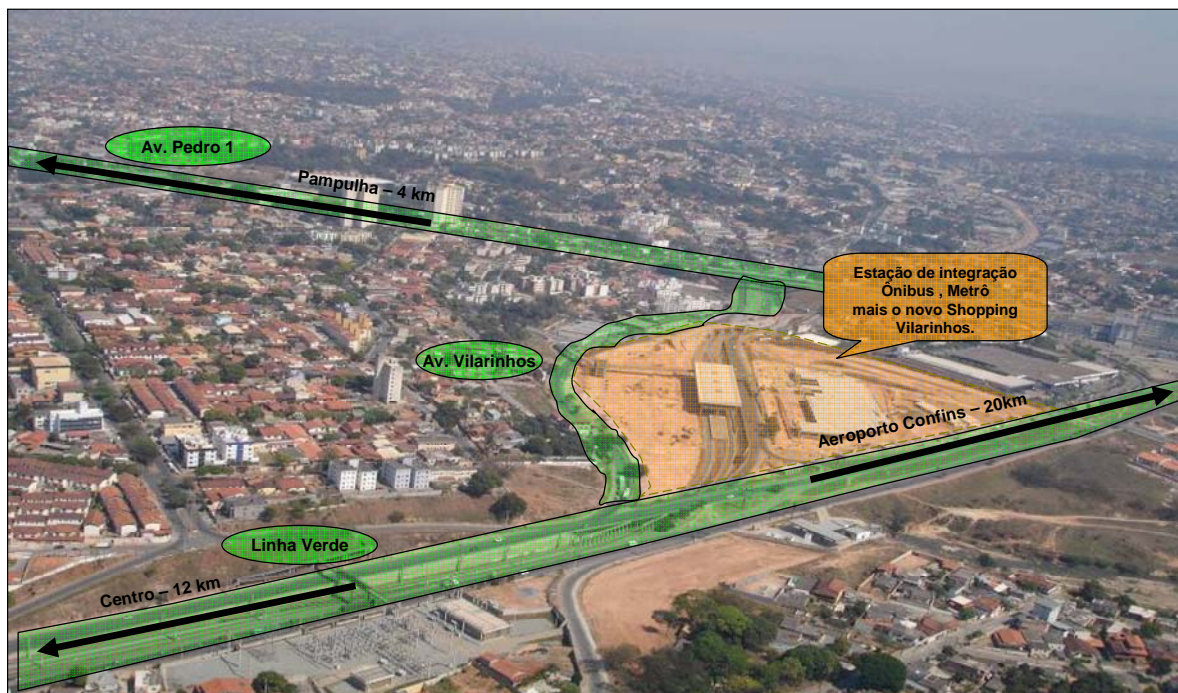 Av. Pedro 1
Pampulha – 4 km
Estação de integração
Ônibus , Metrô
mais o novo Shopping
Vilarinhos.
Av. Vilarinhos
Aeroporto Confins – 20km
Linha Verde
Centro – 12 km